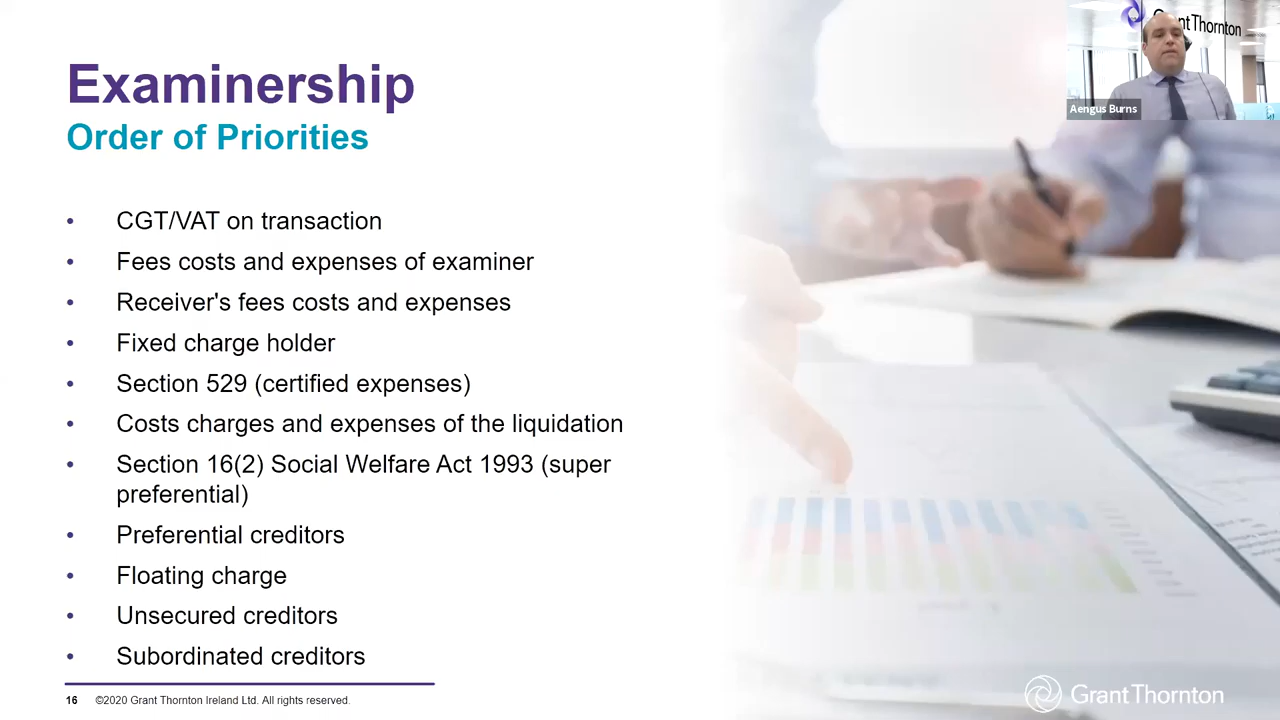 Examinership
Order of Priorities
• CGT/VAT on transaction
• Fees costs and expenses of examiner
• Receiver's fees costs and expenses
• Fixed charge holder
• Section 529 (certified expenses)
• Costs charges and expenses of the liquidation
• Section 16(2) Social Welfare Act 1993 (super
preferential)
• Preferential creditors
• Floating charge
• Unsecured creditors
• Subordinated creditors
16 ©2020 Grant Thornton Ireland Ltd. All rights reserved.
Grant Thornton
Aengus Burns
Grant Thornton